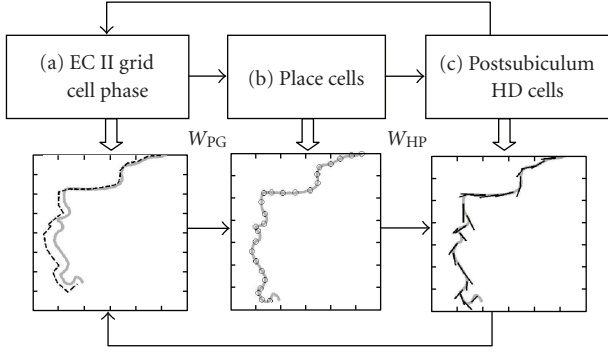 (a) EC II grid
cell phase
(b) Place cells
(c) Postsubiculum
HD cells
W_PG
W_HP